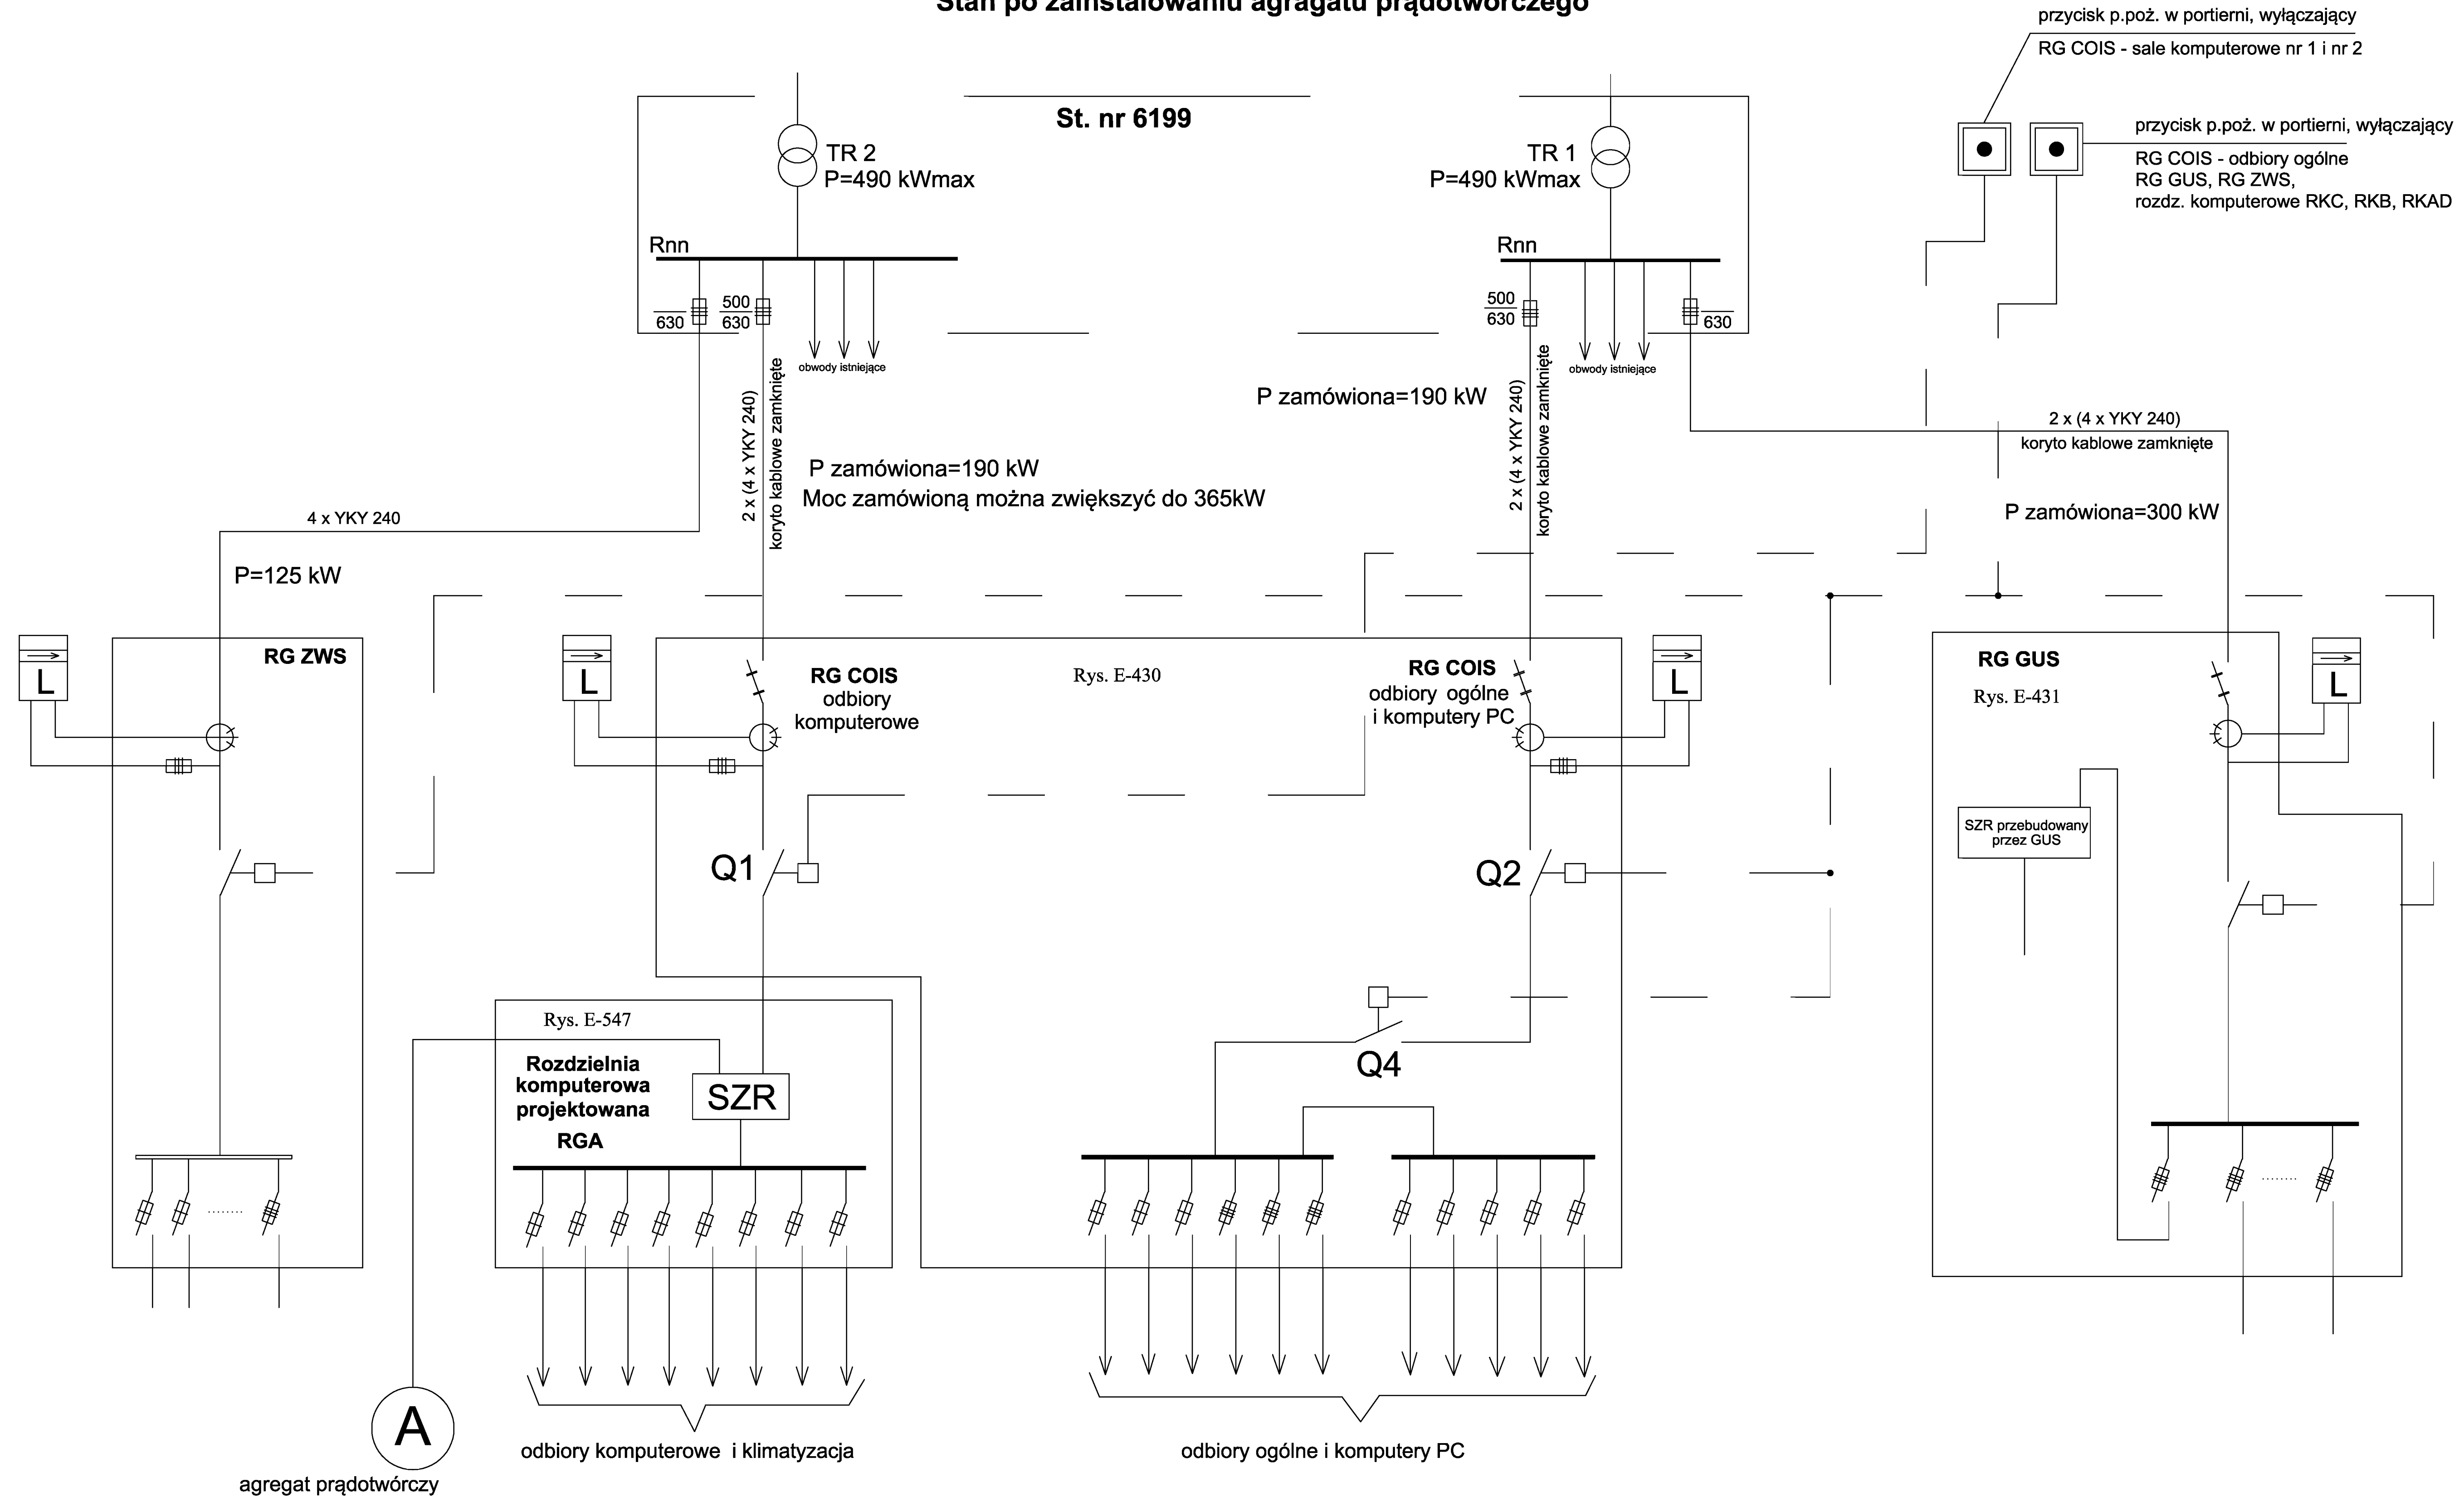 Stan po zainstalowaniu agragatu prądotwórczego
przycisk p.poż. w portierni, wyłączający
RG COIS - sale komputerowe nr 1 i nr 2
St. nr 6199
przycisk p.poż. w portierni, wyłączający
RG COIS - odbiory ogólne
RG GUS, RG ZWS,
rozdz. komputerowe RKC, RKB, RKAD
TR 2
P=490 kWmax
TR 1
P=490 kWmax
Rnn
Rnn
630
500
630
500
630
630
obwody istniejące
obwody istniejące
2 x (4 x YKY 240)
koryto kablowe zamknięte
P zamówiona=190 kW
2 x (4 x YKY 240)
koryto kablowe zamknięte
2 x (4 x YKY 240)
koryto kablowe zamknięte
P zamówiona=190 kW
Moc zamówioną można zwiększyć do 365kW
P zamówiona=300 kW
4 x YKY 240
P=125 kW
L
RG ZWS
L
RG COIS
odbiory
komputerowe
Rys. E-430
RG COIS
odbiory ogólne
i komputery PC
L
RG GUS
Rys. E-431
L
SZR przebudowany
przez GUS
Q1
Q2
Rys. E-547
Rozdzielnia
komputerowa
projektowana
RGA
SZR
Q4
........
........
A
agregat prądotwórczy
odbiory komputerowe i klimatyzacja
odbiory ogólne i komputery PC